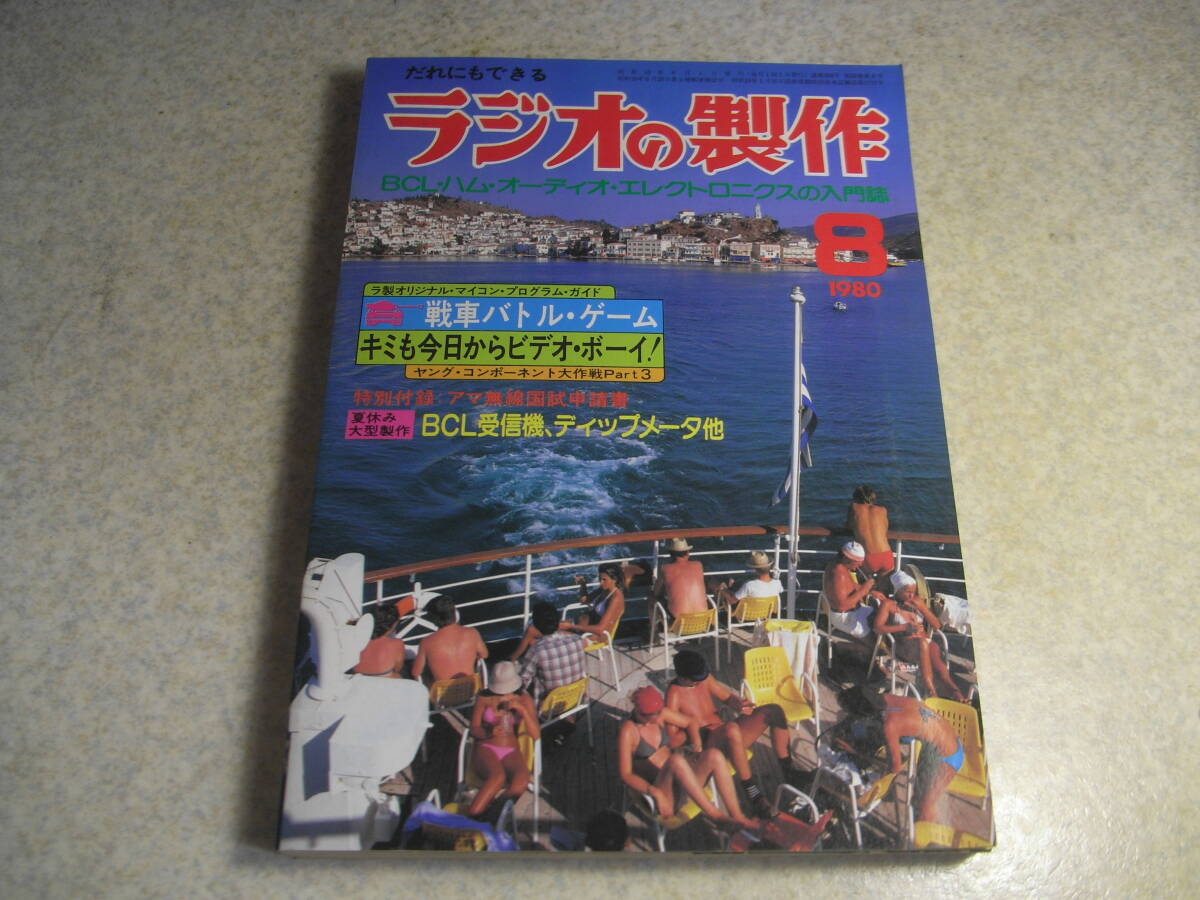 だれにもできる
ラジオの製作
BCL・ハム・オーディオ・エレクトロニクスの入門誌
8
1980
ラ製オリジナル・マイコン・プログラム・ガイド
戦車バトル・ゲーム
キミも今日からビデオ・ボーイ!
ヤング・コンポーネント大作戦Part3
特別付録:アマ無線国試申請書
夏休み
大型製作
BCL受信機、ディップメータ他